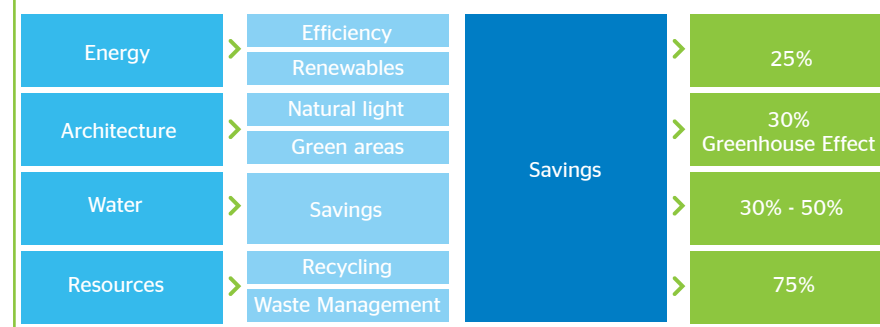 Energy
Efficiency
Renewables
25%
Architecture
Natural light
Green areas
30%
Greenhouse Effect
Savings
Water
Savings
30% - 50%
Resources
Recycling
Waste Management
75%